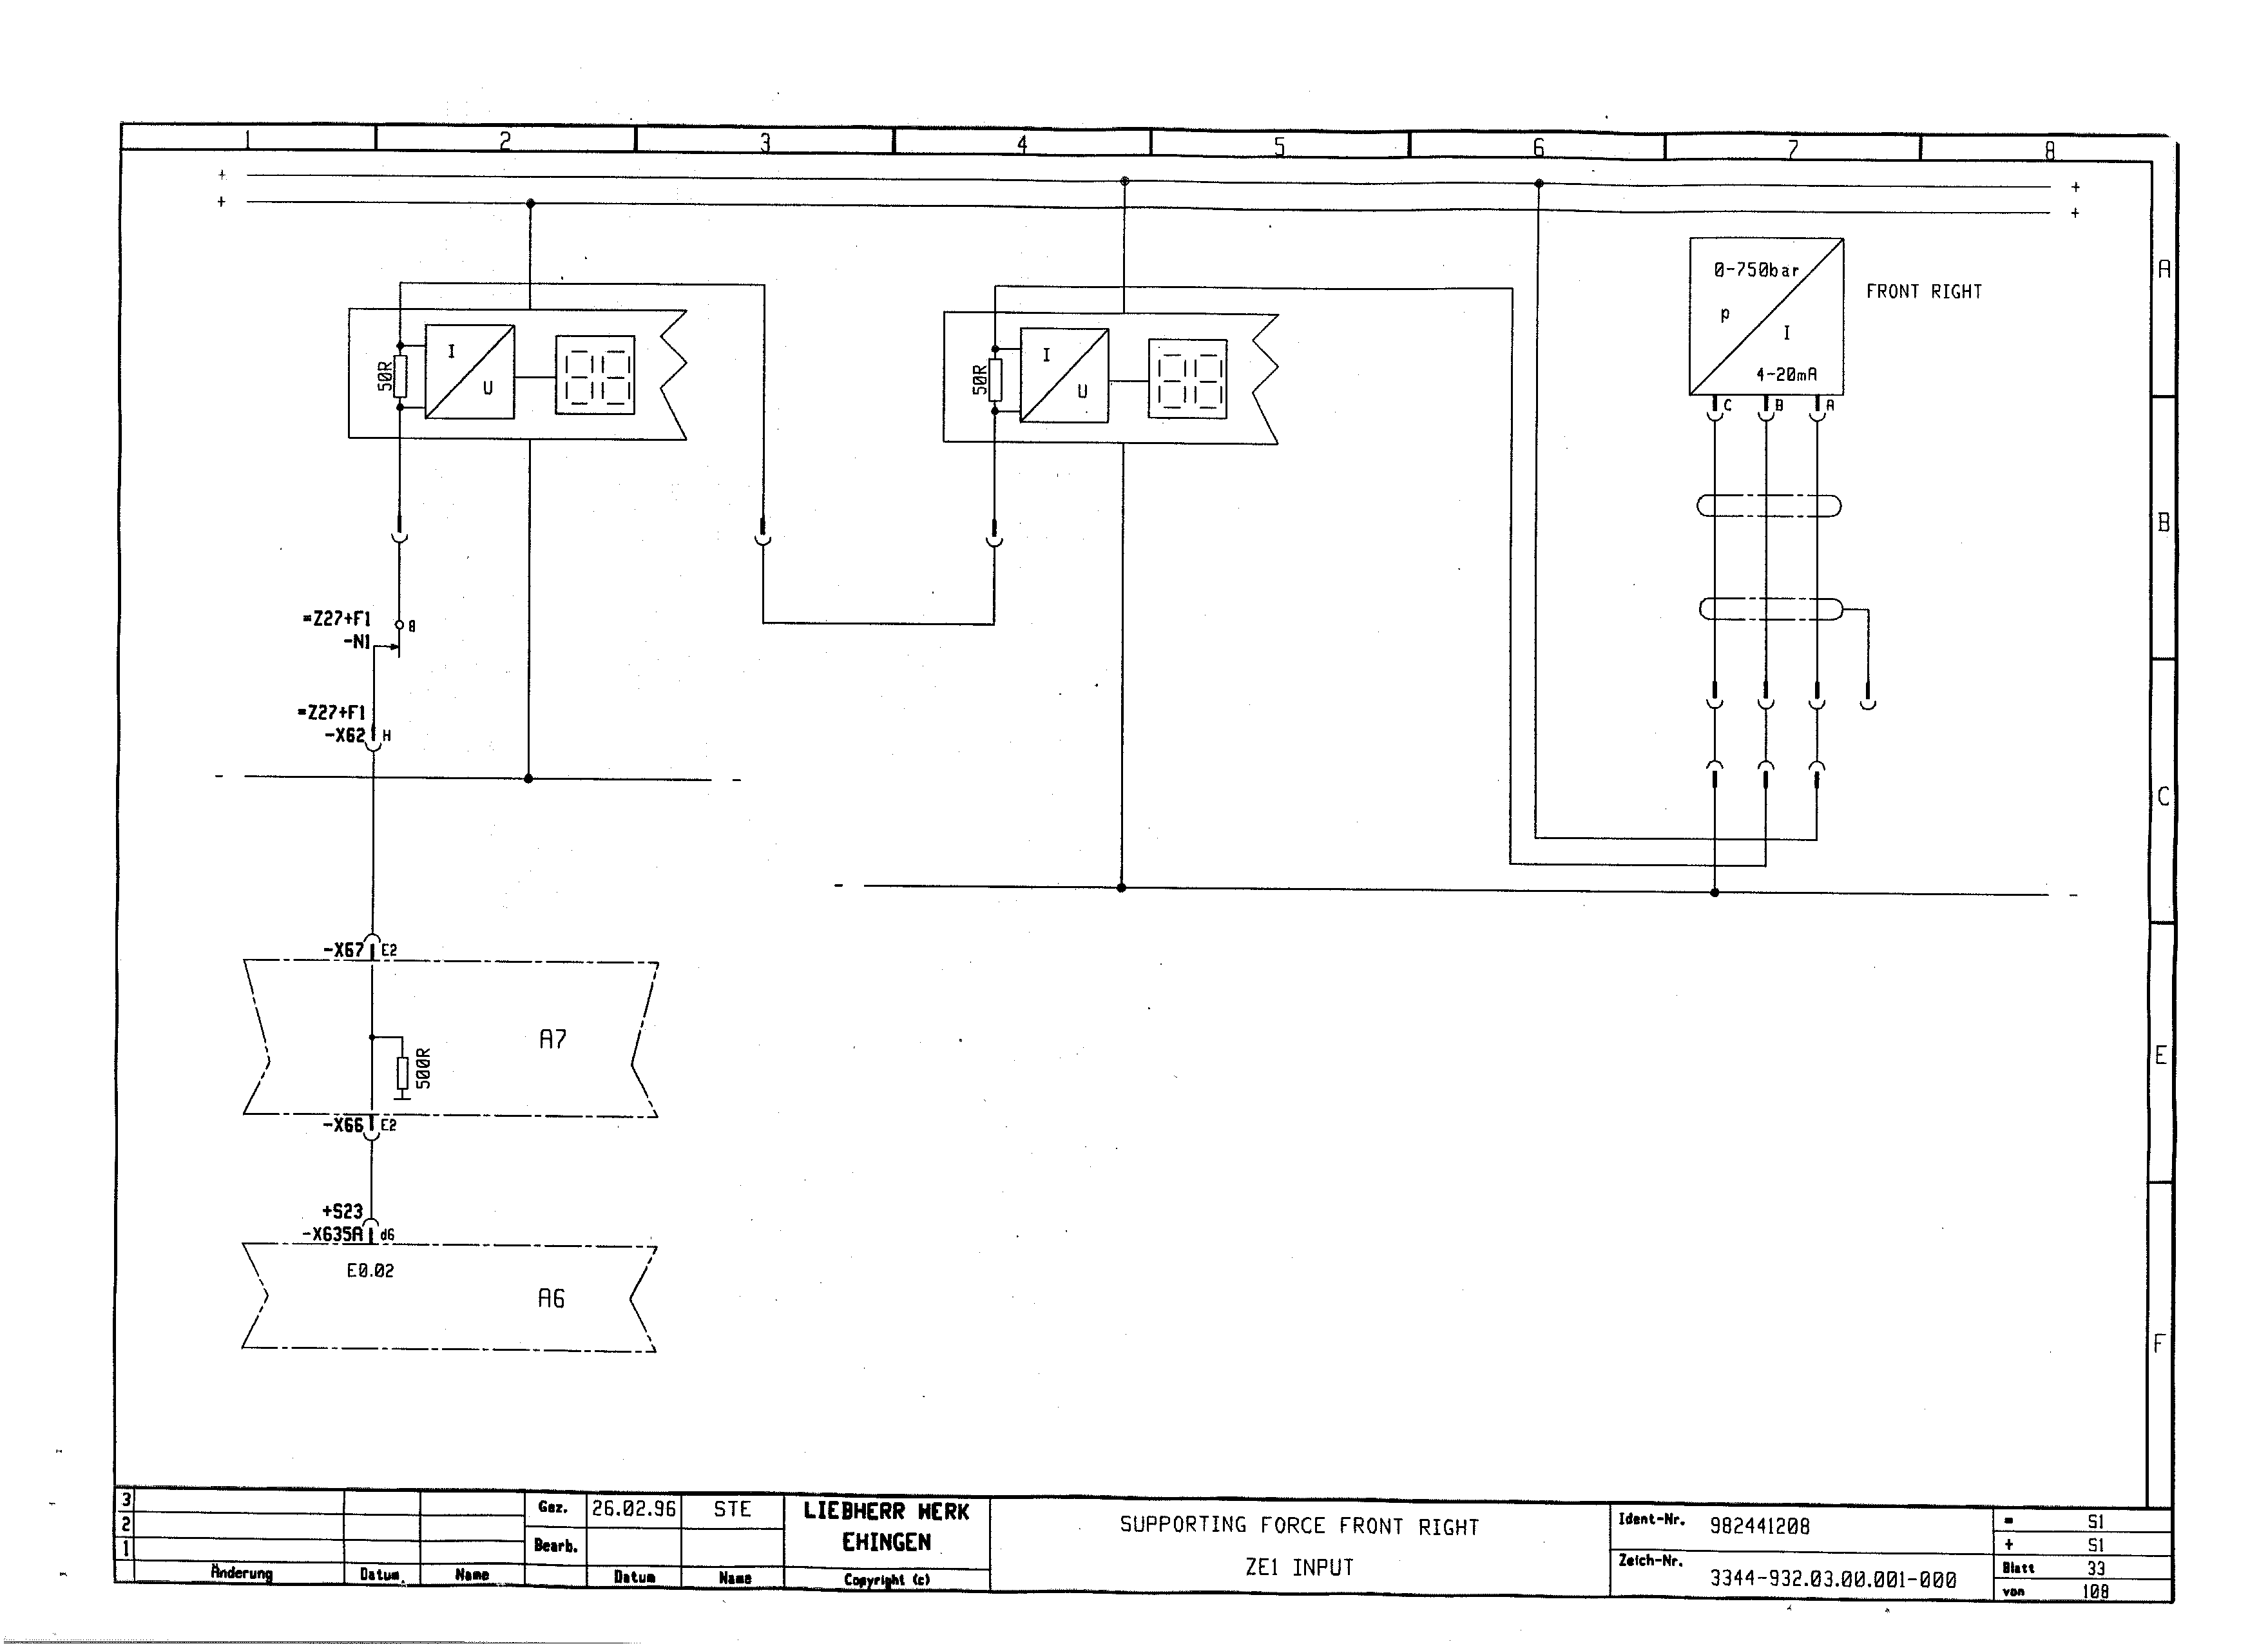 1 2 3 4 5 6 7 8
+ +
+ +
A
0-750bar
FRONT RIGHT
p
I
4-20mA
I
U
50R
I
U
50R
C B A
B
=Z27+F1
-N1
8
=Z27+F1
-X62 H
- -
C
- -
-X67 E2
A7
500R
E
-X66 E2
+S23
-X635A d6
E0.02
A6
F
3
2
1
Änderung Datum. Name
Gez. 26.02.96 STE
Bearb.
Datum Name
LIEBHERR WERK
EHINGEN
Copyright (c)
SUPPORTING FORCE FRONT RIGHT
ZE1 INPUT
Ident-Nr. 982441208
Zeich-Nr. 3344-932.03.00.001-000
= S1
+ S1
Blatt 33
von 108